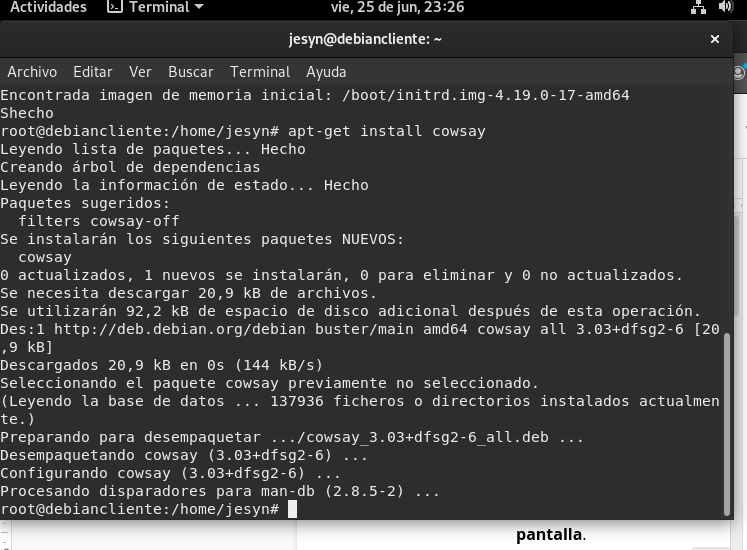 Actividades Terminal vie, 25 de jun, 23:26
jesyn@debiancliente: ~
Archivo Editar Ver Buscar Terminal Ayuda
Encontrada imagen de memoria inicial: /boot/initrd.img-4.19.0-17-amd64
Shecho
root@debiancliente:/home/jesyn# apt-get install cowsay
Leyendo lista de paquetes... Hecho
Creando árbol de dependencias
Leyendo la información de estado... Hecho
Paquetes sugeridos:
  filters cowsay-off
Se instalarán los siguientes paquetes NUEVOS:
  cowsay
0 actualizados, 1 nuevos se instalarán, 0 para eliminar y 0 no actualizados.
Se necesita descargar 20,9 kB de archivos.
Se utilizarán 92,2 kB de espacio de disco adicional después de esta operación.
Des:1 http://deb.debian.org/debian buster/main amd64 cowsay all 3.03+dfsg2-6 [20
,9 kB]
Descargados 20,9 kB en 0s (144 kB/s)
Seleccionando el paquete cowsay previamente no seleccionado.
(Leyendo la base de datos ... 137936 ficheros o directorios instalados actualmen
te.)
Preparando para desempaquetar .../cowsay_3.03+dfsg2-6_all.deb ...
Desempaquetando cowsay (3.03+dfsg2-6) ...
Configurando cowsay (3.03+dfsg2-6) ...
Procesando disparadores para man-db (2.8.5-2) ...
root@debiancliente:/home/jesyn#
pantalla.